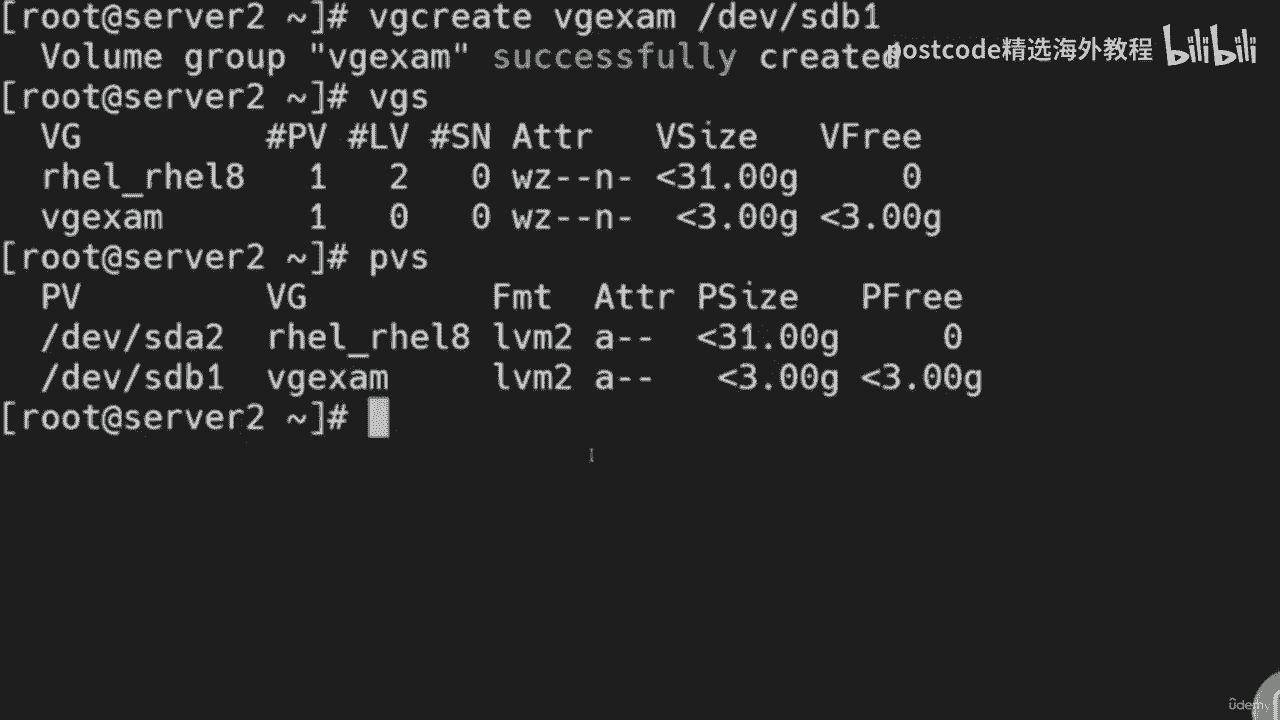 [root@server2 ~]# vgcreate vgexam /dev/sdb1
Volume group "vgexam" successfully created
postcode精选海外教程 bilibili
[root@server2 ~]# vgs
VG #PV #LV #SN Attr VSize VFree
rhel_rhel8 1 2 0 wz--n- <31.00g 0
vgexam 1 0 0 wz--n- <3.00g <3.00g
[root@server2 ~]# pvs
PV VG Fmt Attr PSize PFree
/dev/sda2 rhel_rhel8 lvm2 a-- <31.00g 0
/dev/sdb1 vgexam lvm2 a-- <3.00g <3.00g
[root@server2 ~]#
ûdemy